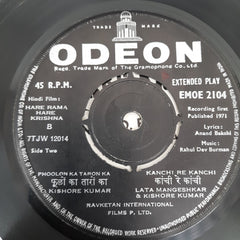 TRADE MARK
ODEON
Regd. Trade Mark of The Gramophone Co. Ltd.
45 R.P.M.
EXTENDED PLAY
EMOE 2104
Hindi Film:
HARE RAMA
HARE
KRISHNA
B
7TJW 12014
Side Two
Recording first
Published 1971
Lyrics:
Anand Bakshi
Music:
Rahul Dev Burman
PHOOLON KA TARON KA
फूलों का तारों का
KISHORE KUMAR
KANCHI RE KANCHI
कांची रे कांची
LATA MANGESHKAR
& KISHORE KUMAR
NAVKETAN INTERNATIONAL
FILMS P. LTD.